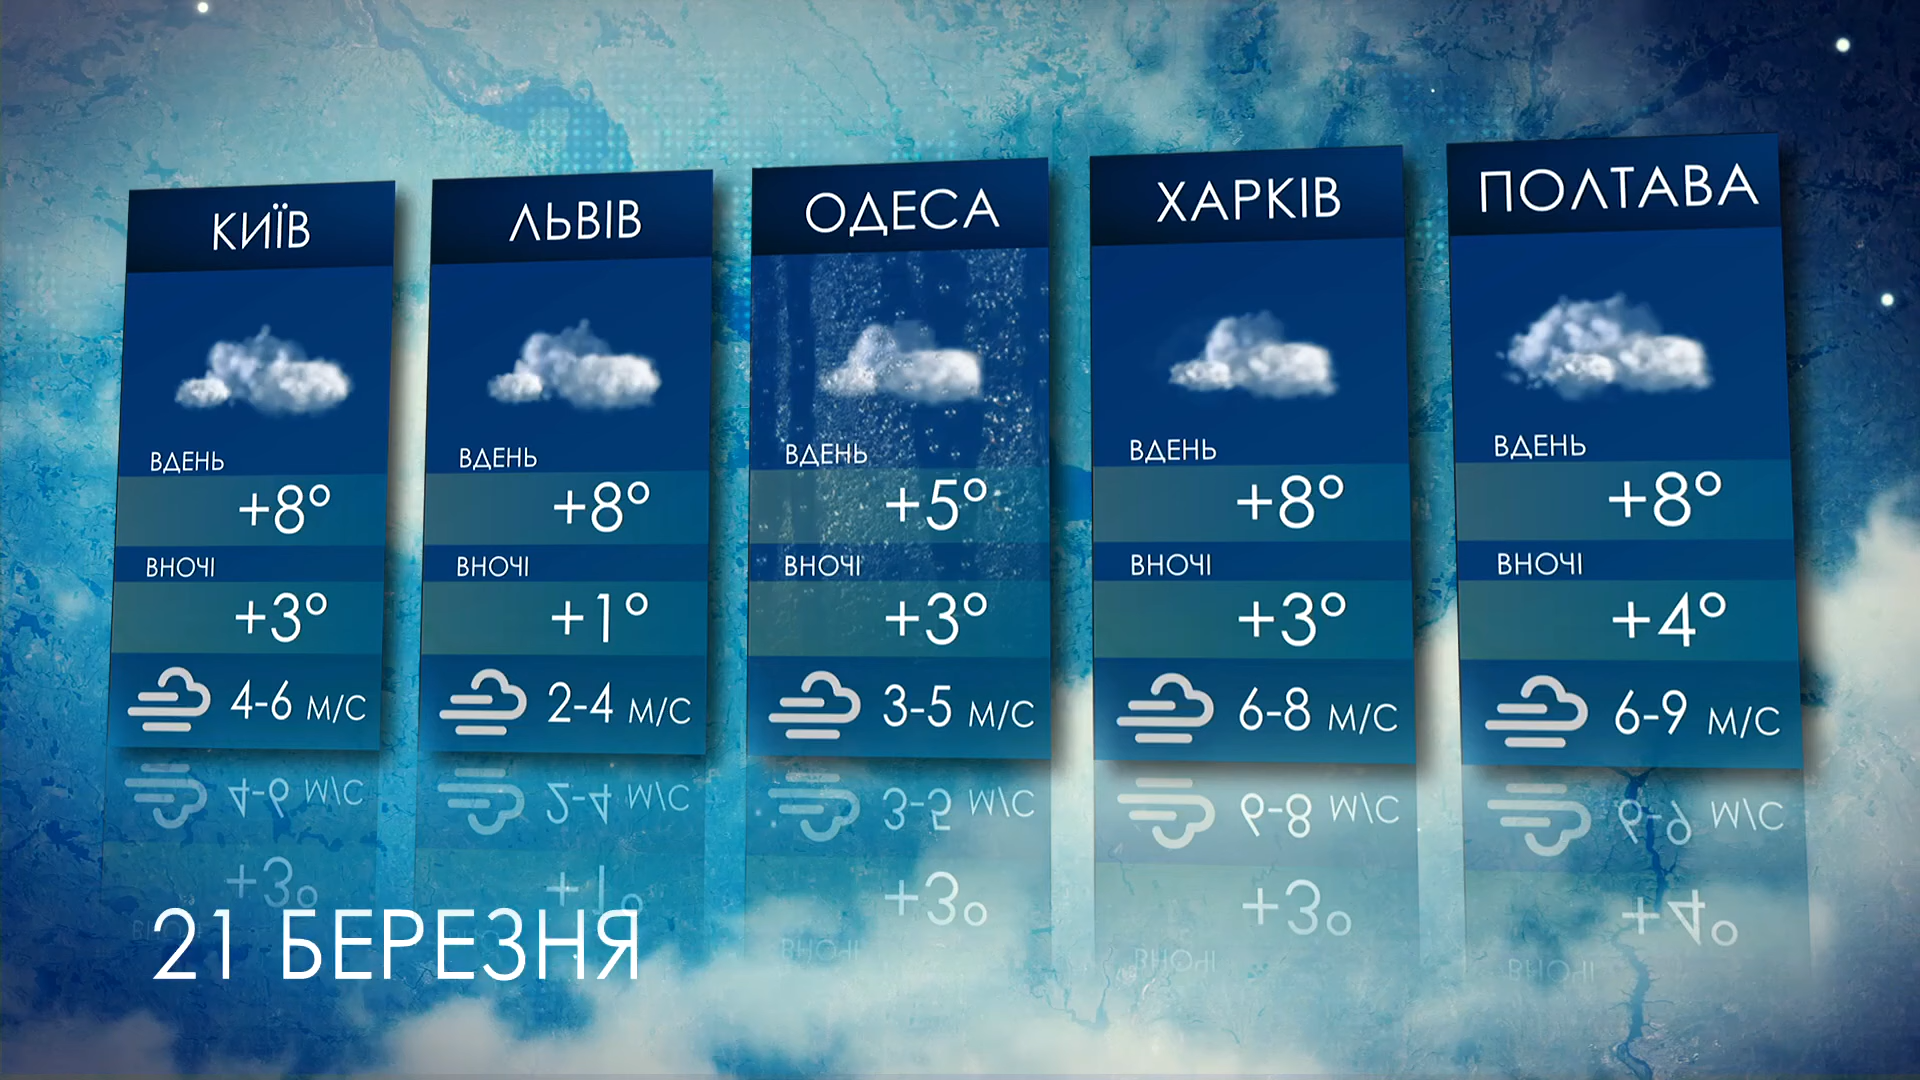 КИЇВ
ВДЕНЬ
+8°
ВНОЧІ
+3°
4-6 М/С
ЛЬВІВ
ВДЕНЬ
+8°
ВНОЧІ
+1°
2-4 М/С
ОДЕСА
ВДЕНЬ
+5°
ВНОЧІ
+3°
3-5 М/С
ХАРКІВ
ВДЕНЬ
+8°
ВНОЧІ
+3°
6-8 М/С
ПОЛТАВА
ВДЕНЬ
+8°
ВНОЧІ
+4°
6-9 М/С
21 БЕРЕЗНЯ